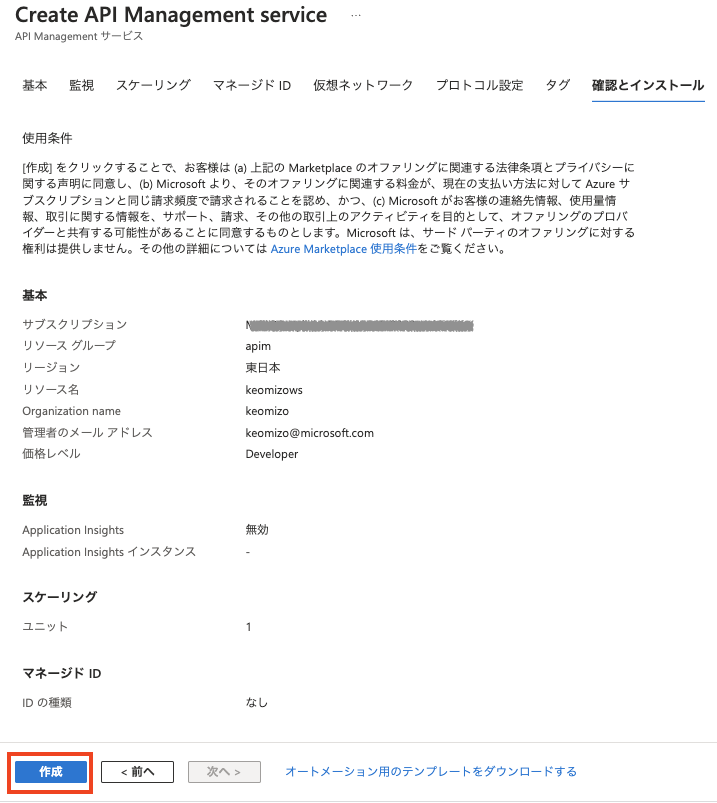 Create API Management service ...
API Management サービス
基本 監視 スケーリング マネージド ID 仮想ネットワーク プロトコル設定 タグ 確認とインストール
使用条件
[作成] をクリックすることで、お客様は (a) 上記の Marketplace のオファリングに関連する法律条項とプライバシーに
関する声明に同意し、(b) Microsoft より、そのオファリングに関連する料金が、現在の支払い方法に対して Azure サ
ブスクリプションと同じ請求頻度で請求されることを認め、かつ、(c) Microsoft がお客様の連絡先情報、使用量情
報、取引に関する情報を、サポート、請求、その他の取引上のアクティビティを目的として、オファリングのプロバ
イダーと共有する可能性があることに同意するものとします。Microsoft は、サード パーティのオファリングに対する
権利は提供しません。その他の詳細については Azure Marketplace 使用条件をご覧ください。
基本
サブスクリプション
リソース グループ apim
リージョン 東日本
リソース名 keomizows
Organization name keomizo
管理者のメール アドレス keomizo@microsoft.com
価格レベル Developer
監視
Application Insights 無効
Application Insights インスタンス -
スケーリング
ユニット 1
マネージド ID
ID の種類 なし
作成 < 前へ 次へ > オートメーション用のテンプレートをダウンロードする